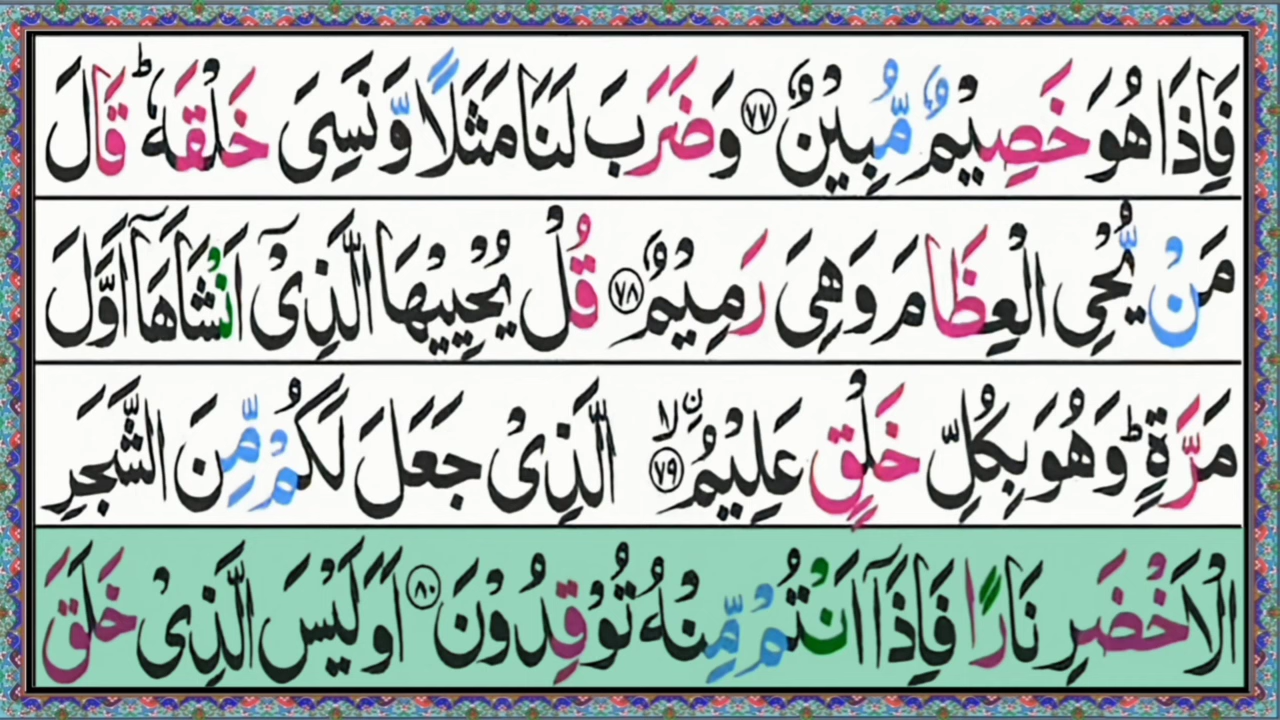 فَاِذَا هُوَ خَصِيْمٌ مُّبِيْنٌ ﴿۷۷﴾ وَضَرَبَ لَنَا مَثَلًا وَّنَسِىَ خَلْقَهٗ ؕ قَالَ
مَنْ يُّحْىِ الْعِظَامَ وَهِىَ رَمِيْمٌ ﴿۷۸﴾ قُلْ يُحْيِيْهَا الَّذِىْۤ اَنْشَاَهَاۤ اَوَّلَ
مَرَّةٍ ؕ وَهُوَ بِكُلِّ خَلْقٍ عَلِيْمُ ۙ ﴿۷۹﴾ ۨ الَّذِىْ جَعَلَ لَكُمْ مِّنَ الشَّجَرِ
الْاَخْضَرِ نَارًا فَاِذَاۤ اَنْتُمْ مِّنْهُ تُوْقِدُوْنَ ﴿۸۰﴾ اَوَلَيْسَ الَّذِىْ خَلَقَ